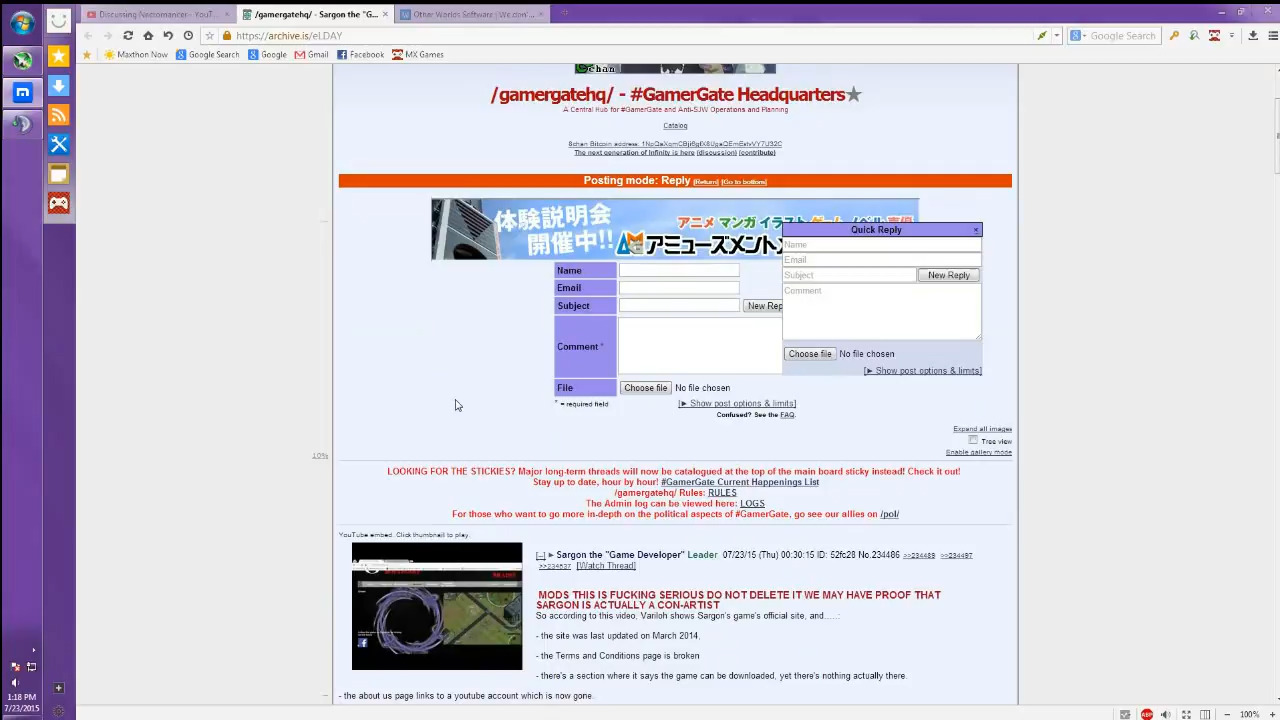 Discussing Necromancer - YouT...
/gamergatehq/ - Sargon the "G...
Other Worlds Software | We don'...
https://archive.is/eLDAY
Google Search
Maxthon Now
Google Search
Google
Gmail
Facebook
MX Games
8chan
/gamergatehq/ - #GamerGate Headquarters★
A Central Hub for #GamerGate and Anti-SJW Operations and Planning
Catalog
The next generation of Infinity is here (discussion) (contribute)
Posting mode: Reply [Return] [Go to bottom]
体験説明会
開催中!!
アニメ マンガ イラスト ゲーム ノベル 声優
アミューズメント
Quick Reply ×
Name
Email
Subject
New Reply
Comment
Choose file No file chosen
[► Show post options & limits]
Name
Email
Subject
New Rep
Comment *
File
Choose file No file chosen
* = required field
[► Show post options & limits]
Confused? See the FAQ.
Expand all images
Tree view
Enable gallery mode
10%
LOOKING FOR THE STICKIES? Major long-term threads will now be catalogued at the top of the main board sticky instead! Check it out!
Stay up to date, hour by hour! #GamerGate Current Happenings List
/gamergatehq/ Rules: RULES
The Admin log can be viewed here: LOGS
For those who want to go more in-depth on the political aspects of #GamerGate, go see our allies on /pol/
YouTube embed. Click thumbnail to play.
[–] ► Sargon the "Game Developer" Leader 07/23/15 (Thu) 00:30:15 ID: 52fc28 No.234486 >>234489 >>234497
>>234537 [Watch Thread]
MODS THIS IS FUCKING SERIOUS DO NOT DELETE IT WE MAY HAVE PROOF THAT
SARGON IS ACTUALLY A CON-ARTIST
So according to this video, Variloh shows Sargon's game's official site, and......:
- the site was last updated on March 2014,
- the Terms and Conditions page is broken
- there's a section where it says the game can be downloaded, yet there's nothing actually there.
- the about us page links to a youtube account which is now gone.
1:18 PM
7/23/2015
ABP
100%